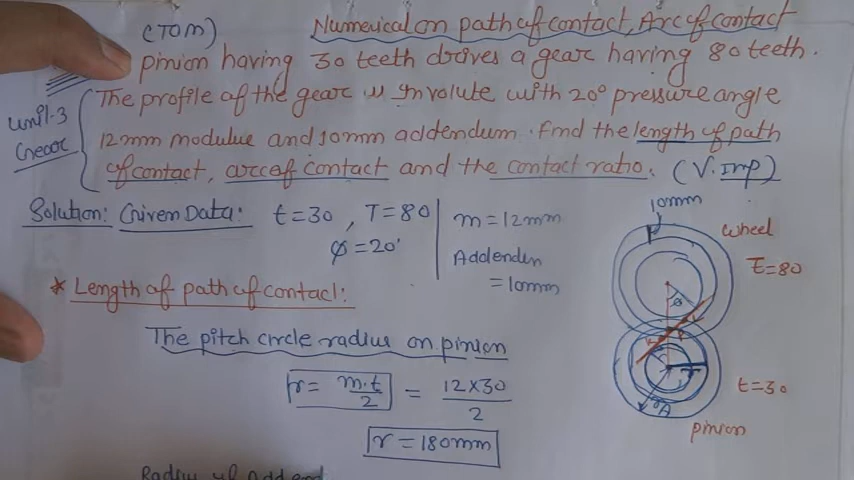 (TOM) Numerical on path of contact, Arc of contact
pinion having 30 teeth drives a gear having 80 teeth.
Unit-3
Gear
The profile of the gear is Involute with 20° pressure angle
12mm module and 10mm addendum. Find the length of path
of contact, arc of contact and the contact ratio. (V.Imp)
Solution: Given Data: t=30, T=80
φ=20°
m=12mm
Addenden
=10mm
10mm
wheel
T=80
* Length of path of contact:
The pitch circle radius on pinion
r = m.t/2 = 12×30/2
r = 180mm
t=30
pinion
Radius of Addend